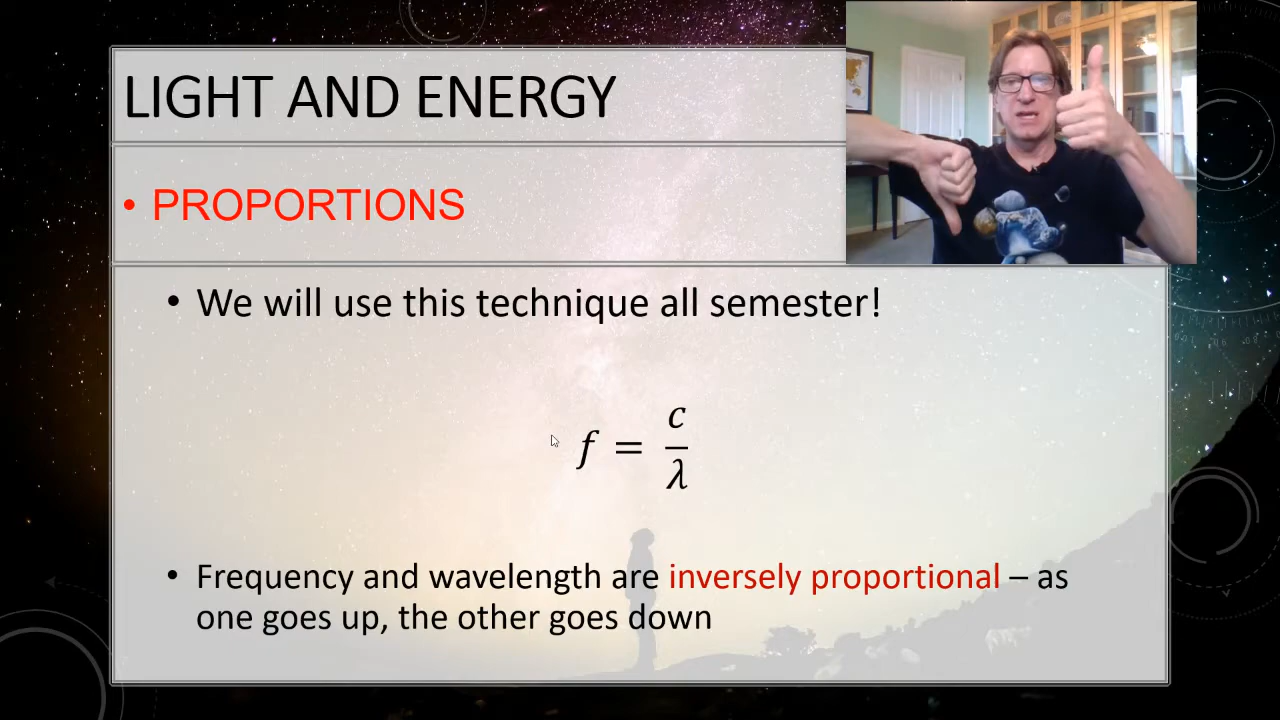 LIGHT AND ENERGY
• PROPORTIONS
• We will use this technique all semester!
f = c/λ
• Frequency and wavelength are inversely proportional – as
one goes up, the other goes down